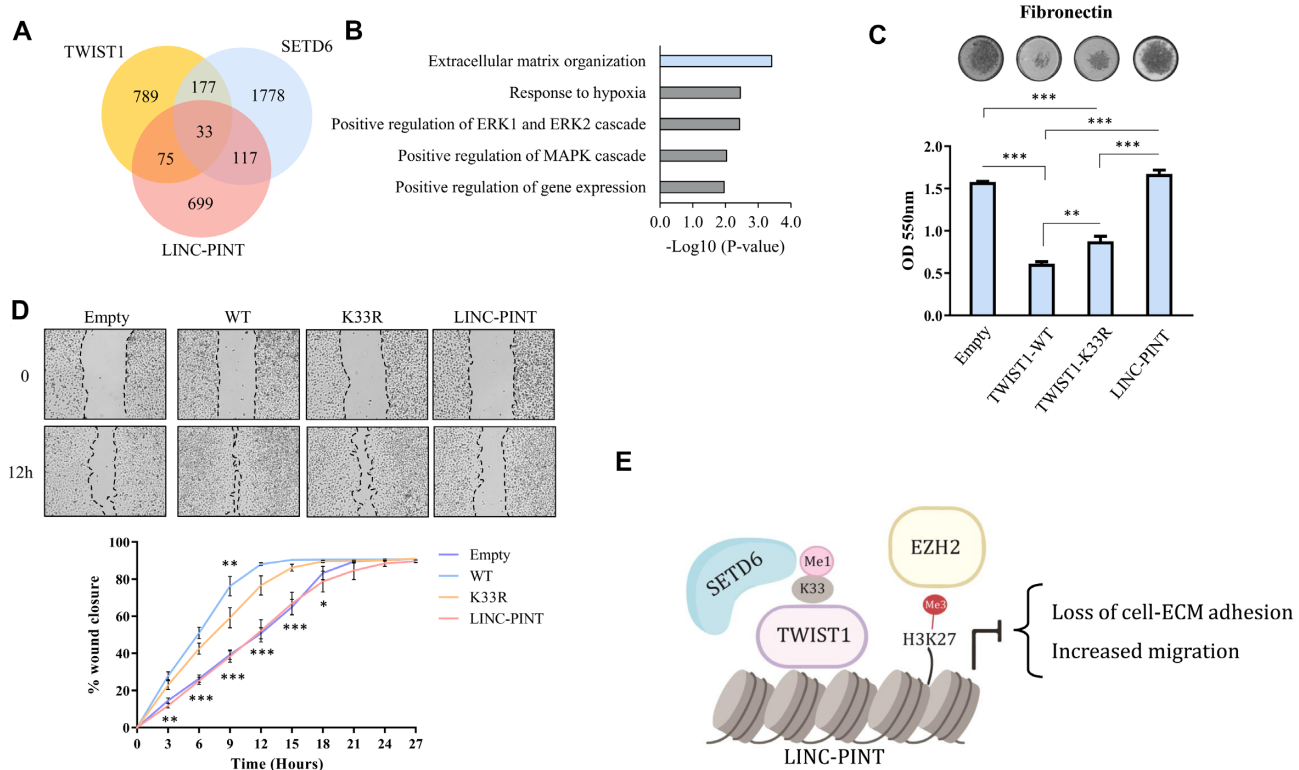 A
TWIST1
SETD6
789
177
1778
33
75
117
699
LINC-PINT
B
Extracellular matrix organization
Response to hypoxia
Positive regulation of ERK1 and ERK2 cascade
Positive regulation of MAPK cascade
Positive regulation of gene expression
0.0 1.0 2.0 3.0 4.0
-Log10 (P-value)
C
Fibronectin
***
***
*** ***
**
OD 550nm
2.0
1.5
1.0
0.5
0.0
Empty
TWIST1-WT
TWIST1-K33R
LINC-PINT
D
Empty WT K33R LINC-PINT
0
12h
% wound closure
100
80
60
40
20
0
**
**
***
***
***
***
*
0 3 6 9 12 15 18 21 24 27
Time (Hours)
Empty
WT
K33R
LINC-PINT
E
SETD6
Me1
K33
TWIST1
EZH2
Me3
H3K27
LINC-PINT
Loss of cell-ECM adhesion
Increased migration